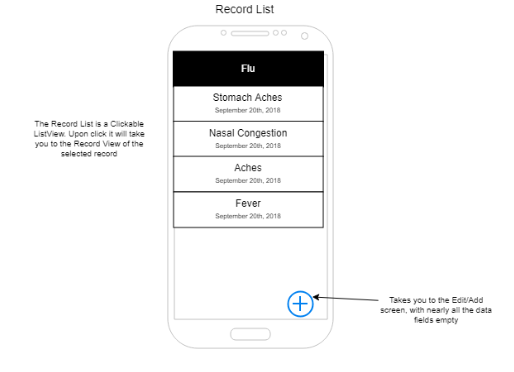 Record List
Flu
Stomach Aches
September 20th, 2018
Nasal Congestion
September 20th, 2018
Aches
September 20th, 2018
Fever
September 20th, 2018
The Record List is a Clickable
ListView. Upon click it will take
you to the Record View of the
selected record
Takes you to the Edit/Add
screen, with nearly all the data
fields empty